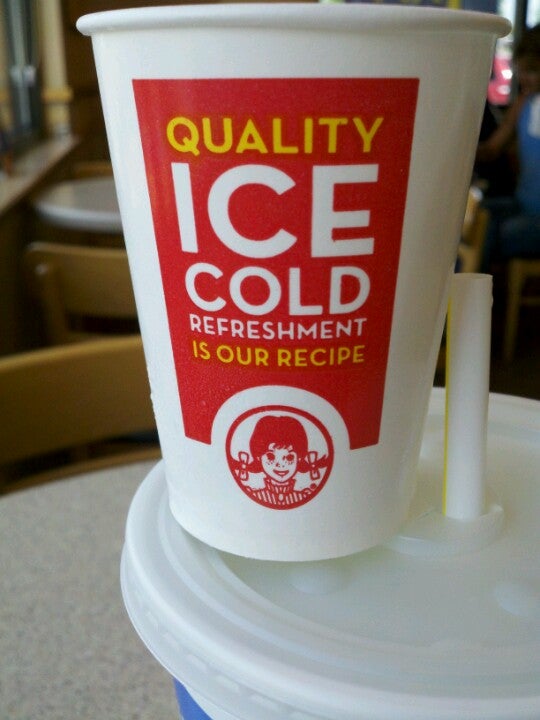 QUALITY
ICE
COLD
REFRESHMENT
IS OUR RECIPE